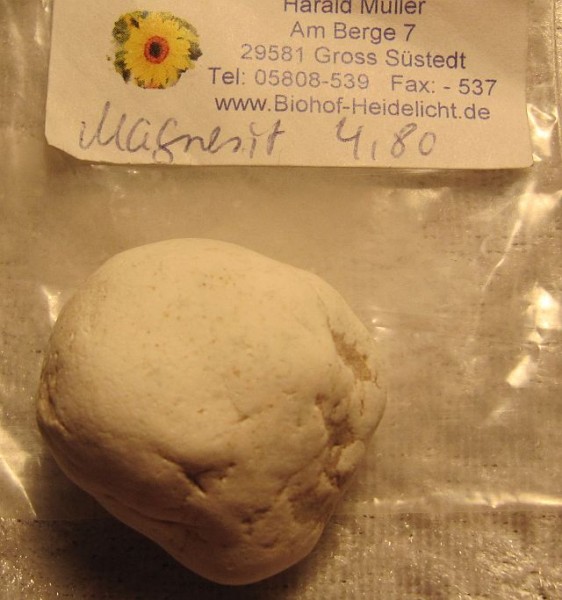 Harald Müller
Am Berge 7
29581 Gross Süstedt
Tel: 05808-539 Fax: - 537
www.Biohof-Heidelicht.de
Magnesit 4,80